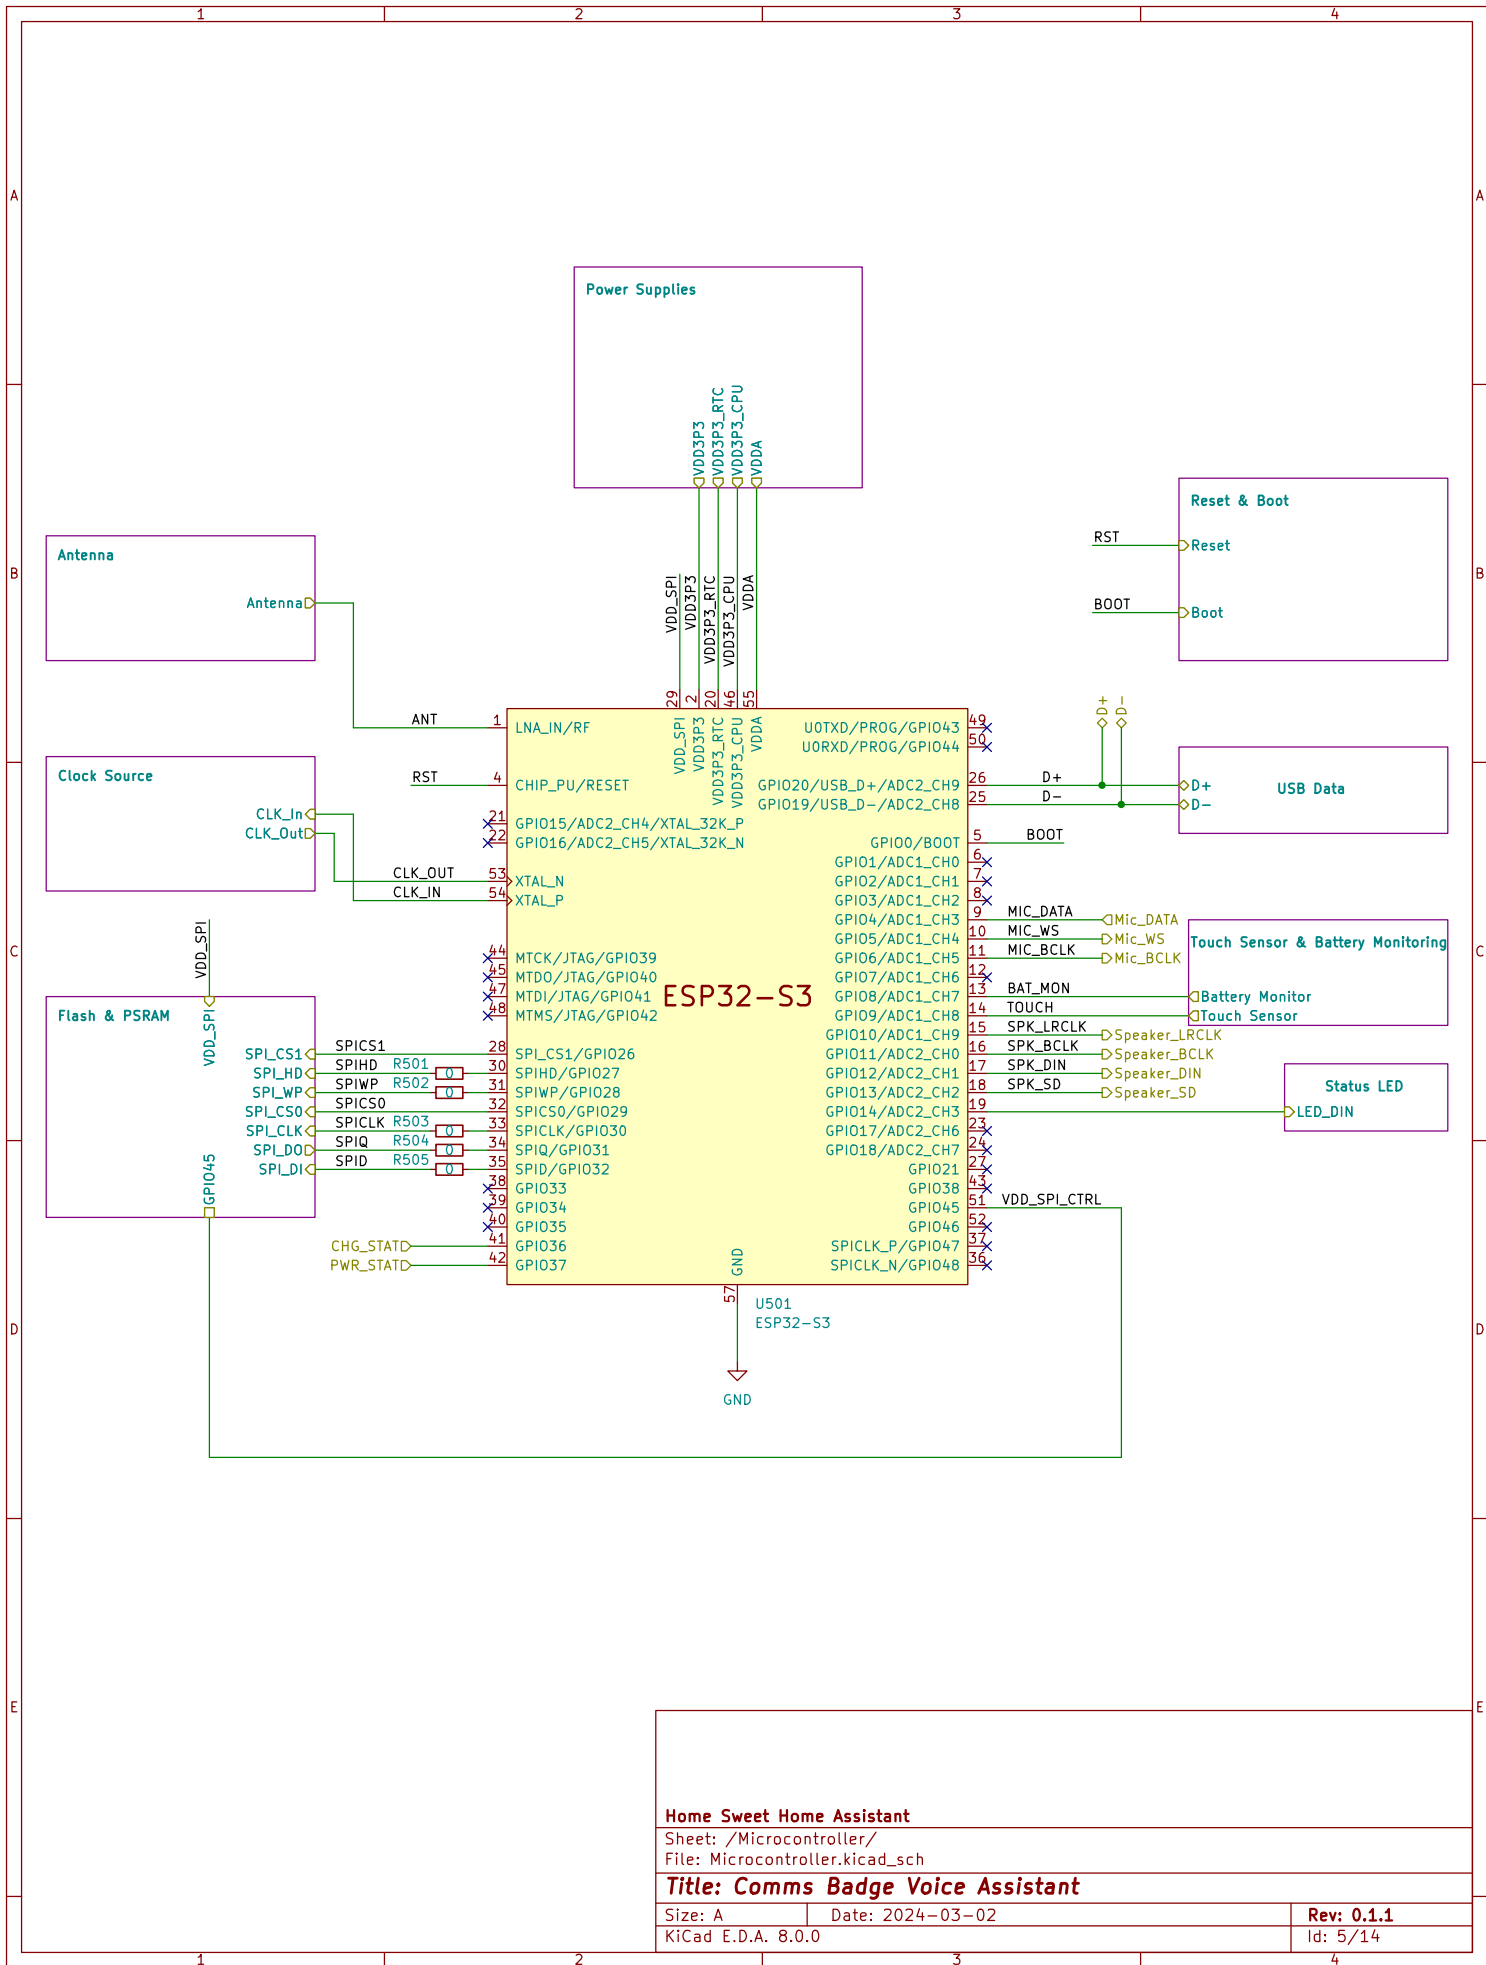 1 2 3 4
A A
B B
C C
D D
E E
1 2 3 4
Power Supplies
VDD3P3
VDD3P3_RTC
VDD3P3_CPU
VDDA
Reset & Boot
RST
Reset
BOOT
Boot
Antenna
Antenna
VDD_SPI
VDD3P3
VDD3P3_RTC
VDD3P3_CPU
VDDA
29
2
20
46
55
VDD_SPI
VDD3P3
VDD3P3_RTC
VDD3P3_CPU
VDDA
D+
D-
ANT 1 LNA_IN/RF
RST 4 CHIP_PU/RESET
21 GPIO15/ADC2_CH4/XTAL_32K_P
22 GPIO16/ADC2_CH5/XTAL_32K_N
Clock Source
CLK_In
CLK_Out
CLK_OUT 53 XTAL_N
CLK_IN 54 XTAL_P
44 MTCK/JTAG/GPIO39
45 MTDO/JTAG/GPIO40
47 MTDI/JTAG/GPIO41
48 MTMS/JTAG/GPIO42
ESP32-S3
VDD_SPI
Flash & PSRAM
VDD_SPI
SPI_CS1 SPICS1 28 SPI_CS1/GPIO26
SPI_HD SPIHD R501 0 30 SPIHD/GPIO27
SPI_WP SPIWP R502 0 31 SPIWP/GPIO28
SPI_CS0 SPICS0 32 SPICS0/GPIO29
SPI_CLK SPICLK R503 0 33 SPICLK/GPIO30
SPI_DO SPIQ R504 0 34 SPIQ/GPIO31
SPI_DI SPID R505 0 35 SPID/GPIO32
GPIO45
38 GPIO33
39 GPIO34
40 GPIO35
CHG_STAT 41 GPIO36
PWR_STAT 42 GPIO37
U0TXD/PROG/GPIO43 49
U0RXD/PROG/GPIO44 50
GPIO20/USB_D+/ADC2_CH9 26 D+ D+
GPIO19/USB_D-/ADC2_CH8 25 D- D-
USB Data
GPIO0/BOOT 5 BOOT
GPIO1/ADC1_CH0 6
GPIO2/ADC1_CH1 7
GPIO3/ADC1_CH2 8
GPIO4/ADC1_CH3 9 MIC_DATA Mic_DATA
GPIO5/ADC1_CH4 10 MIC_WS Mic_WS
GPIO6/ADC1_CH5 11 MIC_BCLK Mic_BCLK
GPIO7/ADC1_CH6 12
GPIO8/ADC1_CH7 13 BAT_MON Battery Monitor
GPIO9/ADC1_CH8 14 TOUCH Touch Sensor
Touch Sensor & Battery Monitoring
GPIO10/ADC1_CH9 15 SPK_LRCLK Speaker_LRCLK
GPIO11/ADC2_CH0 16 SPK_BCLK Speaker_BCLK
GPIO12/ADC2_CH1 17 SPK_DIN Speaker_DIN
GPIO13/ADC2_CH2 18 SPK_SD Speaker_SD
GPIO14/ADC2_CH3 19 LED_DIN
Status LED
GPIO17/ADC2_CH6 23
GPIO18/ADC2_CH7 24
GPIO21 27
GPIO38 43
GPIO45 51 VDD_SPI_CTRL
GPIO46 52
SPICLK_P/GPIO47 37
SPICLK_N/GPIO48 36
GND
57
U501
ESP32-S3
GND
Home Sweet Home Assistant
Sheet: /Microcontroller/
File: Microcontroller.kicad_sch
Title: Comms Badge Voice Assistant
Size: A Date: 2024-03-02 Rev: 0.1.1
KiCad E.D.A. 8.0.0 Id: 5/14